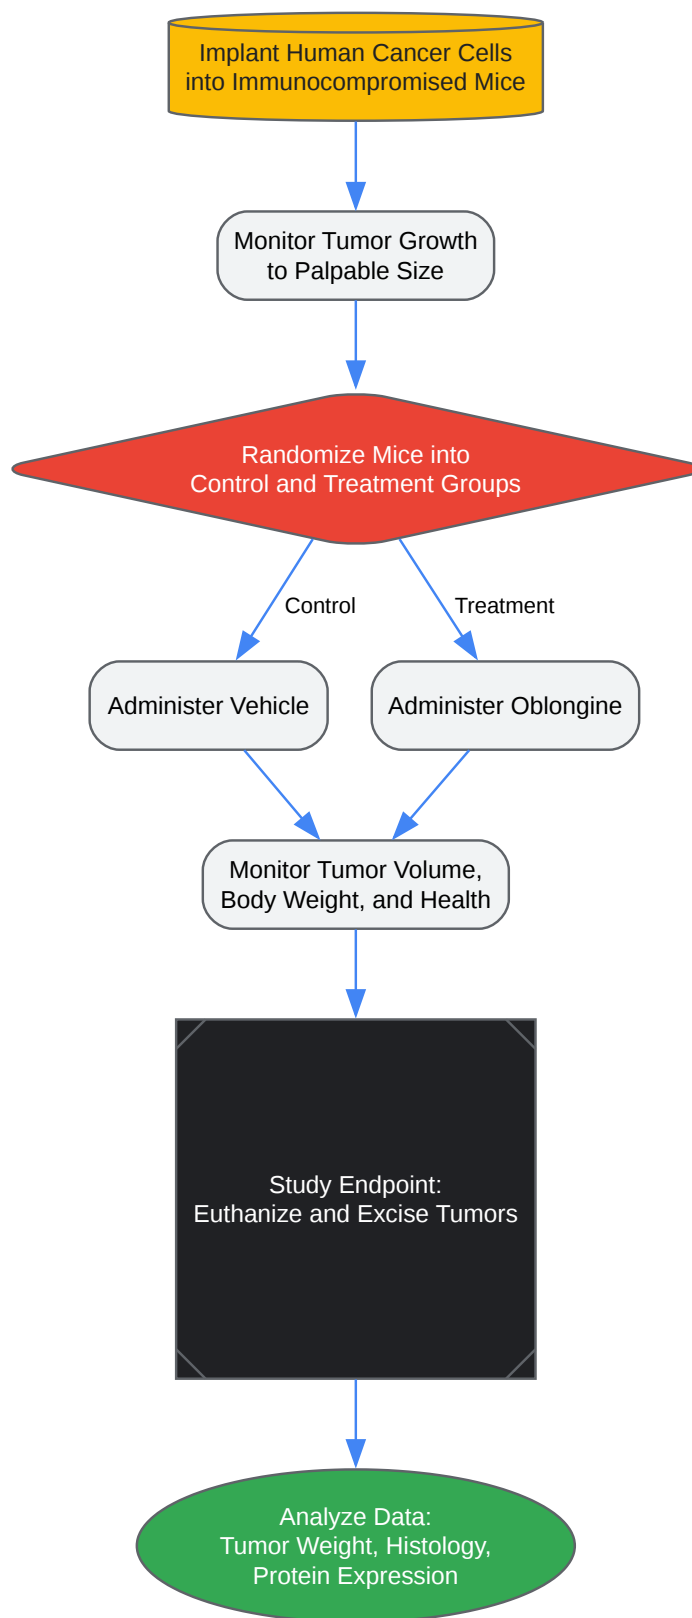 Implant Human Cancer Cells
into Immunocompromised Mice
Monitor Tumor Growth
to Palpable Size
Randomize Mice into
Control and Treatment Groups
Control
Treatment
Administer Vehicle
Administer Oblongine
Monitor Tumor Volume,
Body Weight, and Health
Study Endpoint:
Euthanize and Excise Tumors
Analyze Data:
Tumor Weight, Histology,
Protein Expression